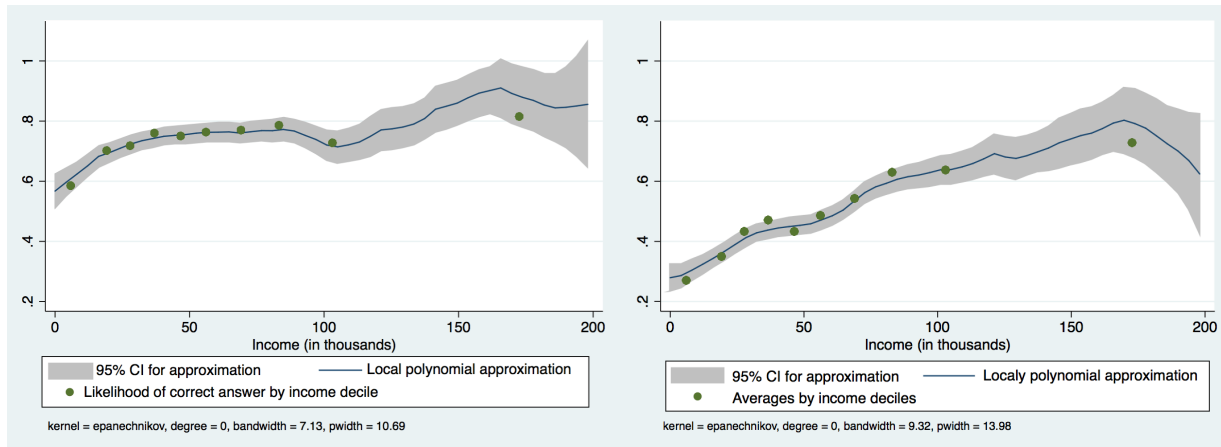 1
.8
.6
.4
.2
0 50 100 150 200
Income (in thousands)
95% CI for approximation Local polynomial approximation
Likelihood of correct answer by income decile
kernel = epanechnikov, degree = 0, bandwidth = 7.13, pwidth = 10.69
1
.8
.6
.4
.2
0 50 100 150 200
Income (in thousands)
95% CI for approximation Localy polynomial approximation
Averages by income deciles
kernel = epanechnikov, degree = 0, bandwidth = 9.32, pwidth = 13.98